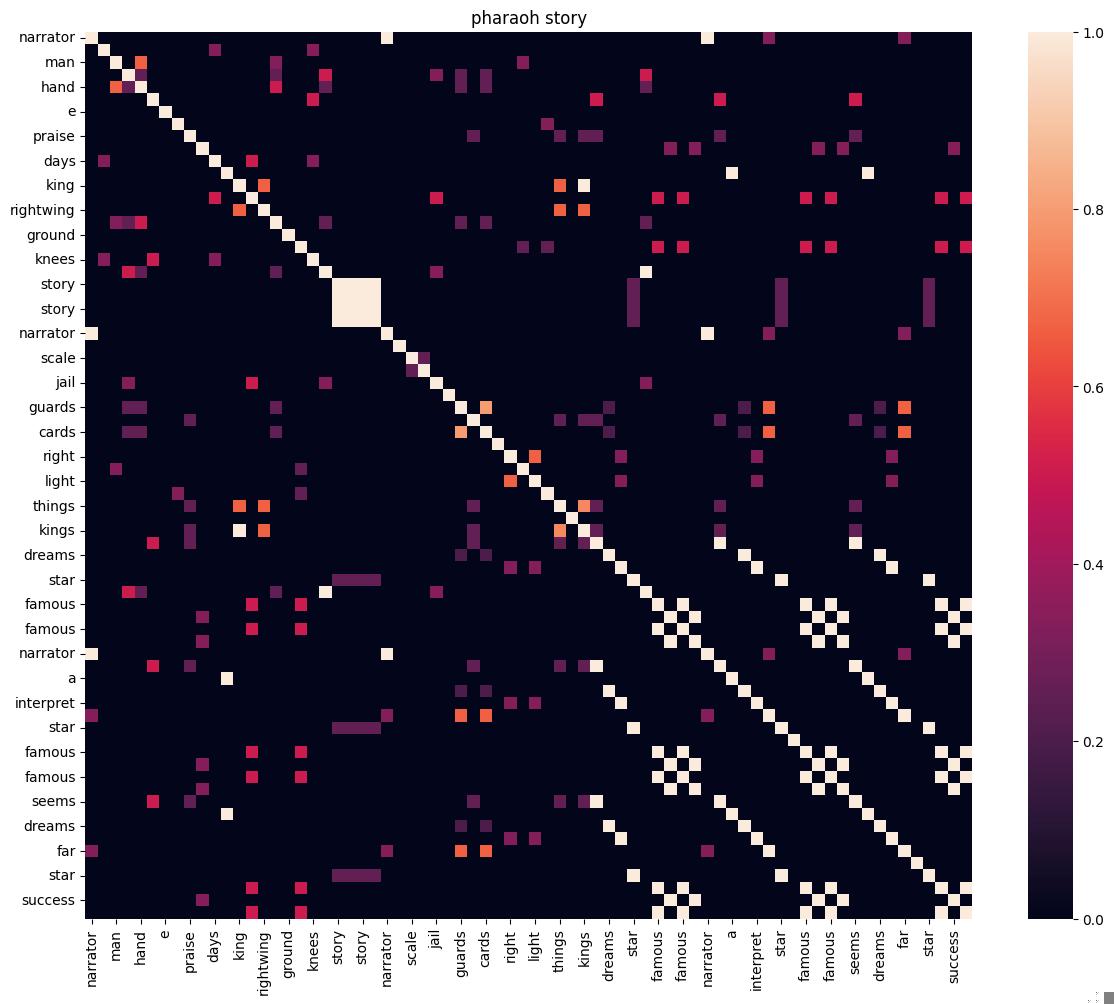 pharaoh story
narrator
man
hand
e
praise
days
king
rightwing
ground
knees
story
story
narrator
scale
jail
guards
cards
right
light
things
kings
dreams
star
famous
famous
narrator
a
interpret
star
famous
famous
seems
dreams
far
star
success
narrator
man
hand
e
praise
days
king
rightwing
ground
knees
story
story
narrator
scale
jail
guards
cards
right
light
things
kings
dreams
star
famous
famous
narrator
a
interpret
star
famous
famous
seems
dreams
far
star
success
1.0
0.8
0.6
0.4
0.2
0.0